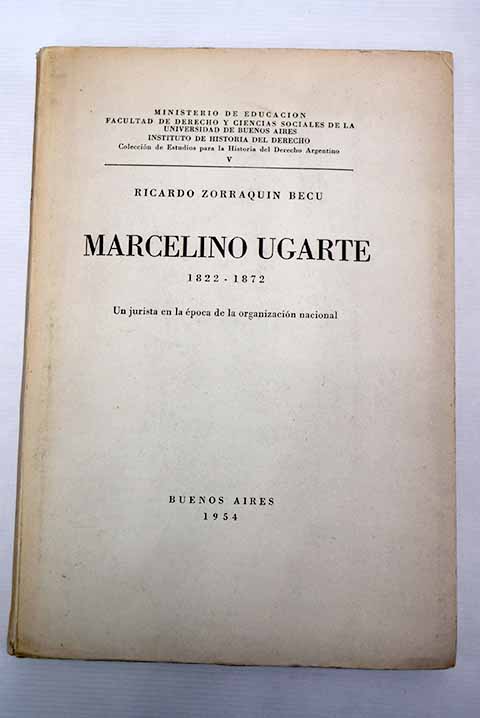 MINISTERIO DE EDUCACION
FACULTAD DE DERECHO Y CIENCIAS SOCIALES DE LA
UNIVERSIDAD DE BUENOS AIRES
INSTITUTO DE HISTORIA DEL DERECHO
Colección de Estudios para la Historia del Derecho Argentino
V
RICARDO ZORRAQUIN BECU
MARCELINO UGARTE
1822 - 1872
Un jurista en la época de la organización nacional
BUENOS AIRES
1954